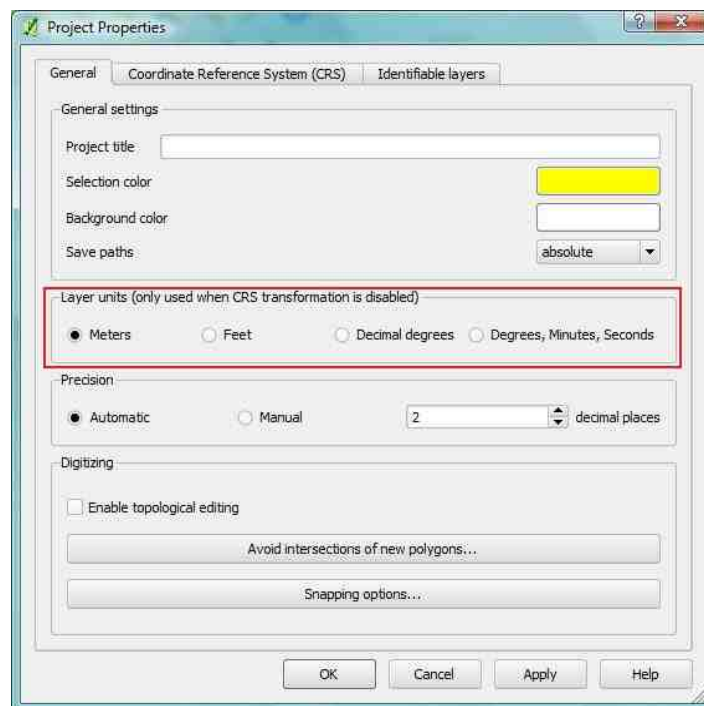 Project Properties
General
Coordinate Reference System (CRS)
Identifiable layers
General settings
Project title
Selection color
Background color
Save paths
absolute
Layer units (only used when CRS transformation is disabled)
Meters
Feet
Decimal degrees
Degrees, Minutes, Seconds
Precision
Automatic
Manual
2
decimal places
Digitizing
Enable topological editing
Avoid intersections of new polygons...
Snapping options...
OK
Cancel
Apply
Help